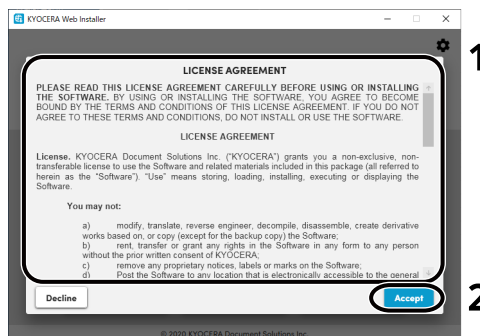 KYOCERA Web Installer
1
LICENSE AGREEMENT
PLEASE READ THIS LICENSE AGREEMENT CAREFULLY BEFORE USING OR INSTALLING
THE SOFTWARE. BY USING OR INSTALLING THE SOFTWARE, YOU AGREE TO BECOME
BOUND BY THE TERMS AND CONDITIONS OF THIS LICENSE AGREEMENT. IF YOU DO NOT
AGREE TO THESE TERMS AND CONDITIONS, DO NOT INSTALL OR USE THE SOFTWARE.
LICENSE AGREEMENT
License. KYOCERA Document Solutions Inc. ("KYOCERA") grants you a non-exclusive, non-
transferable license to use the Software and related materials included in this package (all referred to
herein as the "Software"). "Use" means storing, loading, installing, executing or displaying the
Software.
You may not:
a) modify, translate, reverse engineer, decompile, disassemble, create derivative
works based on, or copy (except for the backup copy) the Software;
b) rent, transfer or grant any rights in the Software in any form to any person
without the prior written consent of KYOCERA;
c) remove any proprietary notices, labels or marks on the Software;
d) Post the Software to any location that is electronically accessible to the general
Decline
Accept
2
© 2020 KYOCERA Document Solutions Inc.